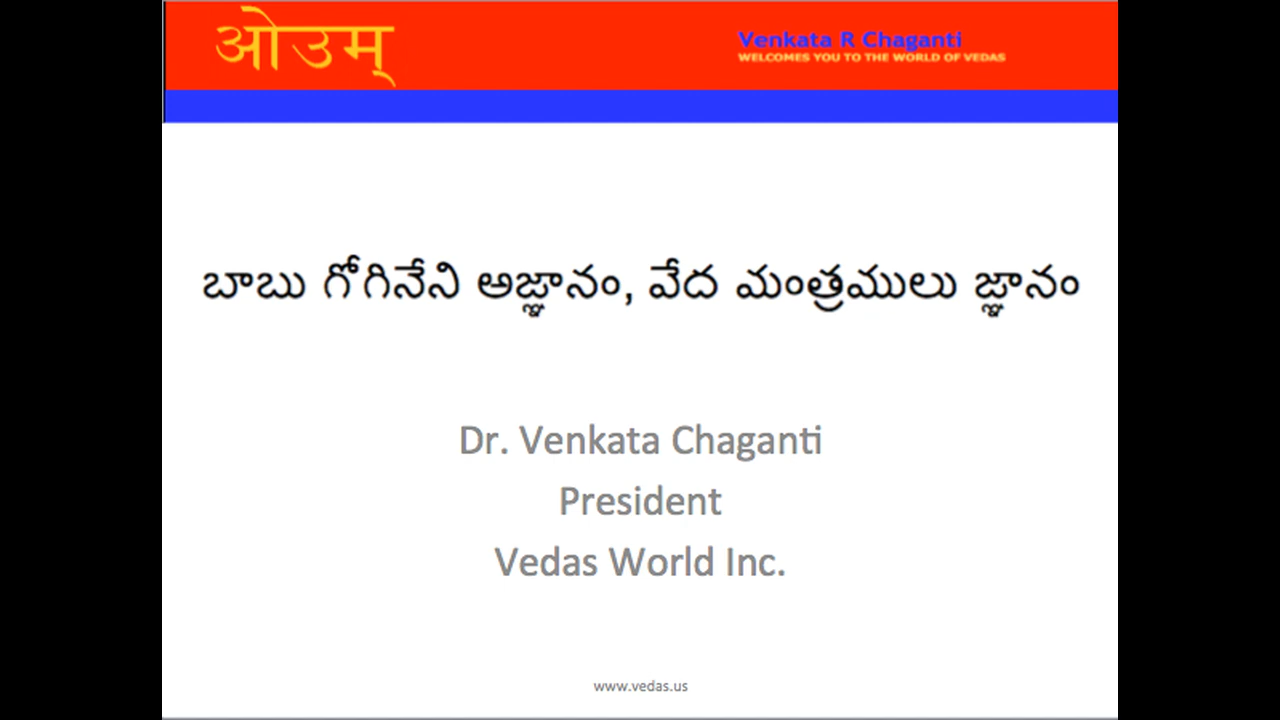 ओउम्
Venkata R Chaganti
WELCOMES YOU TO THE WORLD OF VEDAS
బాబు గోగినేని అజ్ఞానం, వేద మంత్రములు జ్ఞానం
Dr. Venkata Chaganti
President
Vedas World Inc.
www.vedas.us